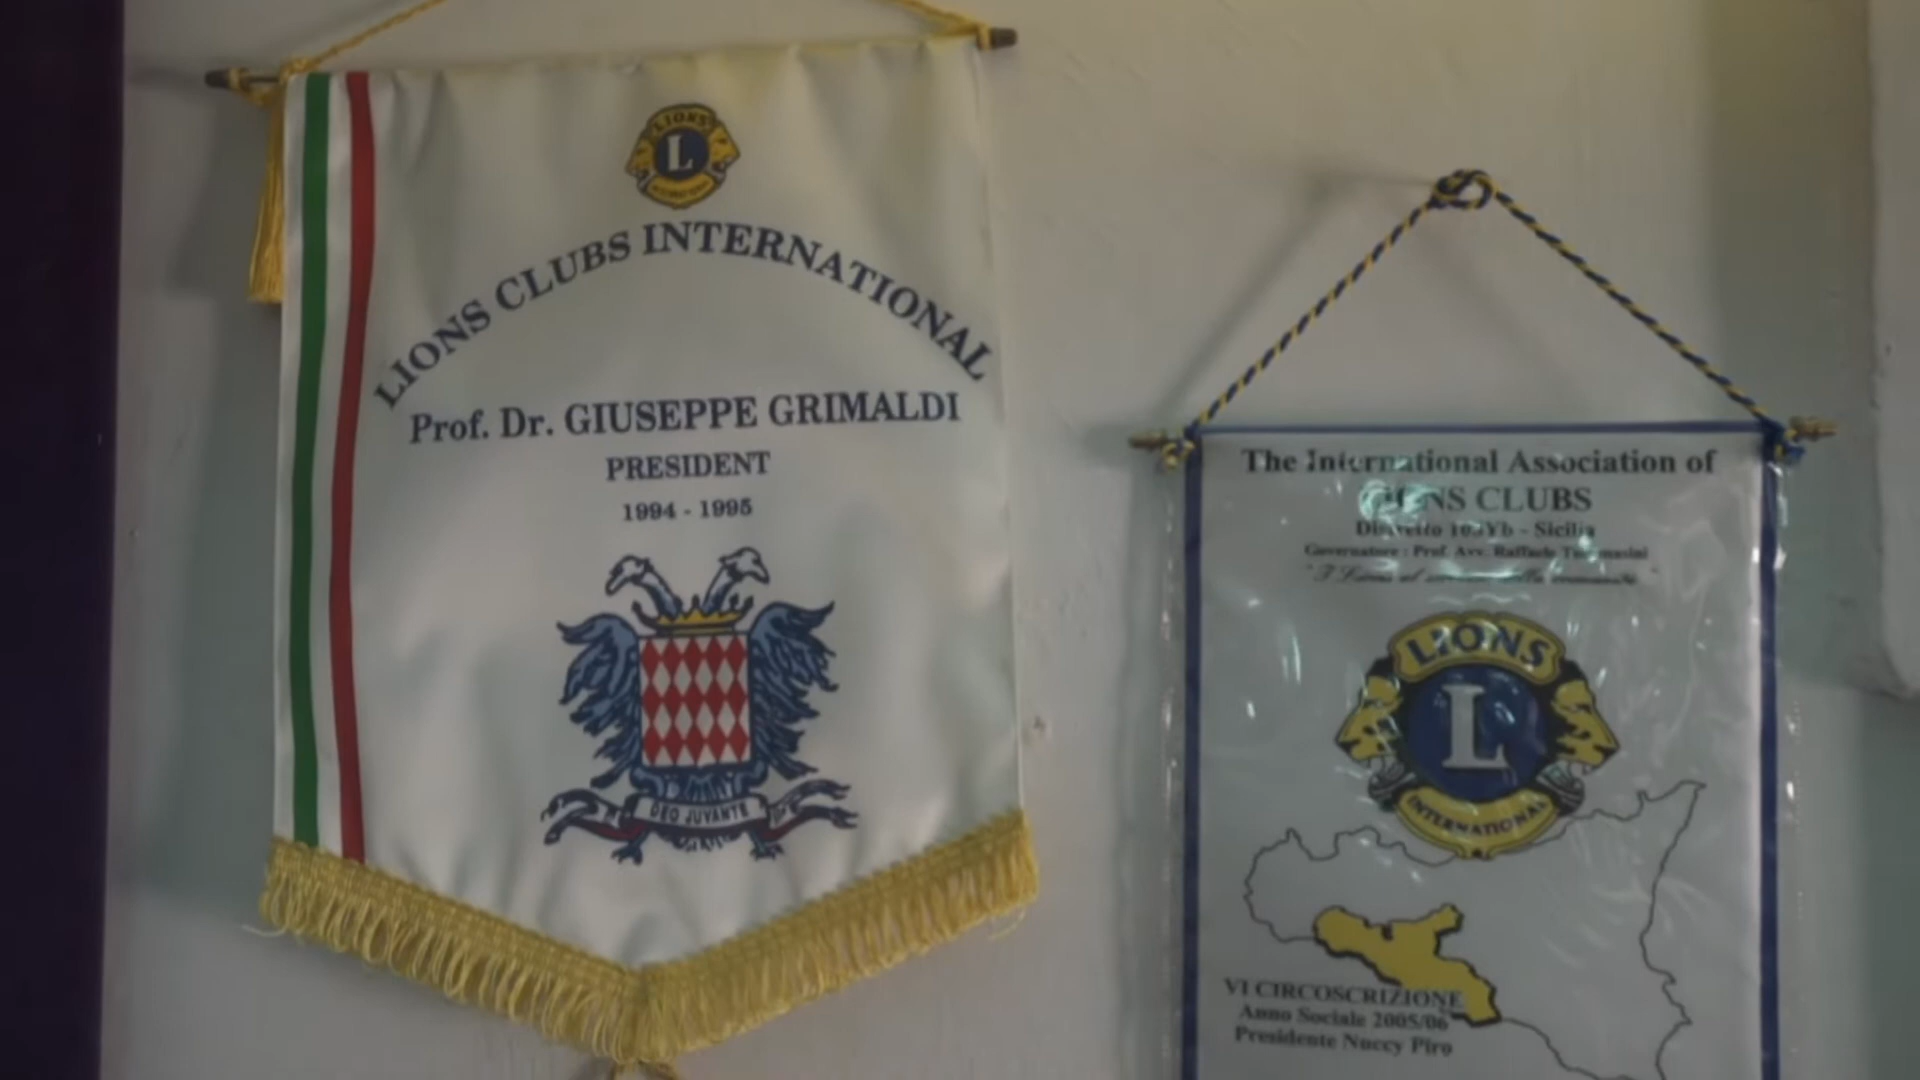 LIONS
L
LIONS CLUBS INTERNATIONAL
Prof. Dr. GIUSEPPE GRIMALDI
PRESIDENT
1994 - 1995
DEO JUVANTE
The International Association of
LIONS CLUBS
Distretto 108Yb - Sicilia
Governatore : Prof. Avv. Raffaele
LIONS
L
INTERNATIONAL
VI CIRCOSCRIZIONE
Anno Sociale 2005/06
Presidente Nuccy Piro